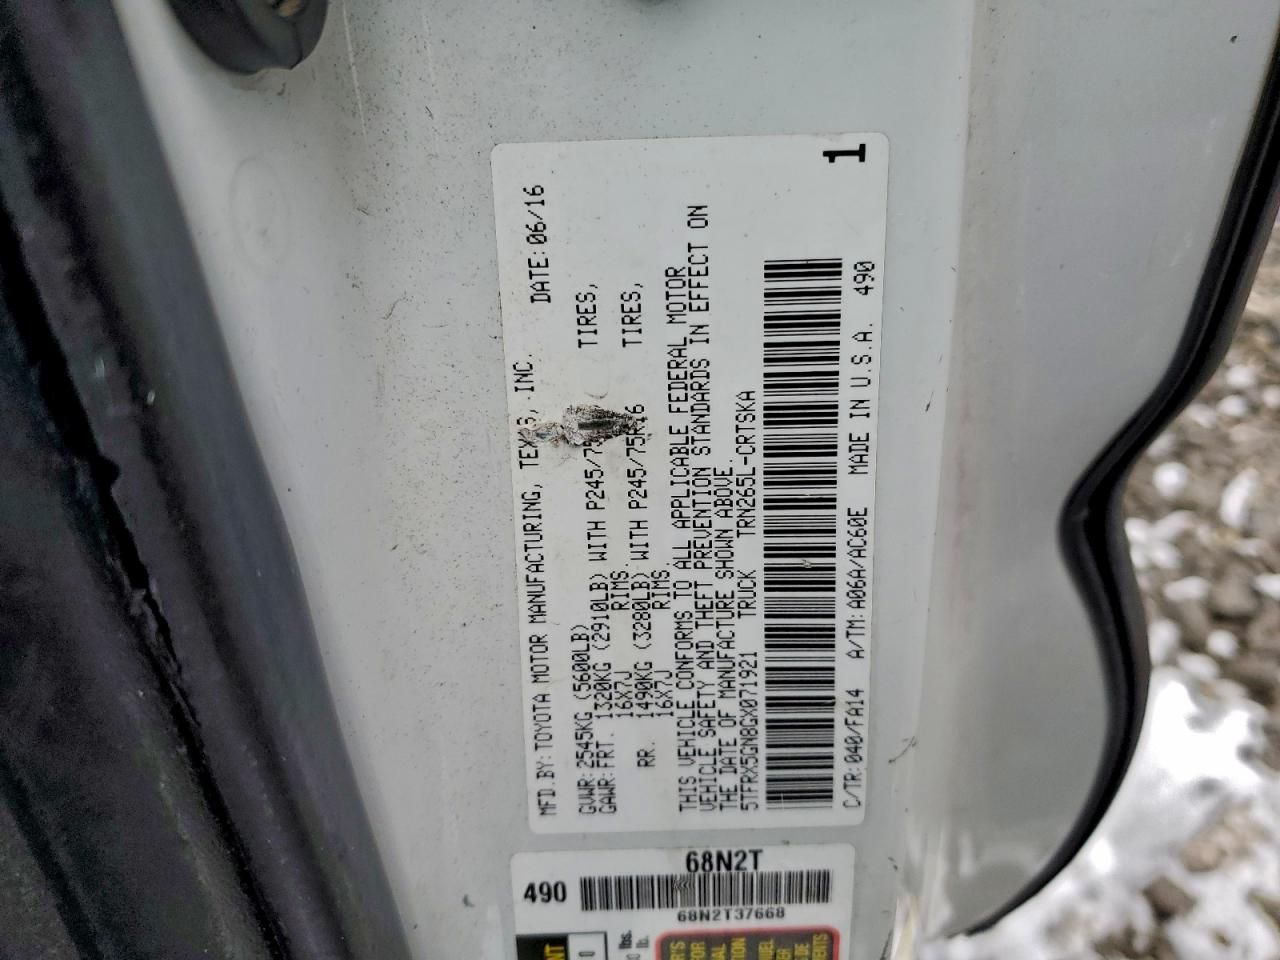 MFD.BY: TOYOTA MOTOR MANUFACTURING, TEXAS, INC. DATE: 06/16
GVWR: 2545KG (5600LB)
GAWR: FRT. 1320KG (2910LB) WITH P245/75 TIRES,
16X7J RIMS.
RR. 1490KG (3280LB) WITH P245/75R16 TIRES,
16X7J RIMS.
THIS VEHICLE CONFORMS TO ALL APPLICABLE FEDERAL MOTOR
VEHICLE SAFETY AND THEFT PREVENTION STANDARDS IN EFFECT ON
THE DATE OF MANUFACTURE SHOWN ABOVE.
5TFRX5GN8GX071921 TRUCK TRN265L-CRTSKA
C/TR: 040/FA14 A/TM: A06A/AC60E MADE IN U.S.A. 490
1
68N2T
490
68N2T37668
lbs.
lb.